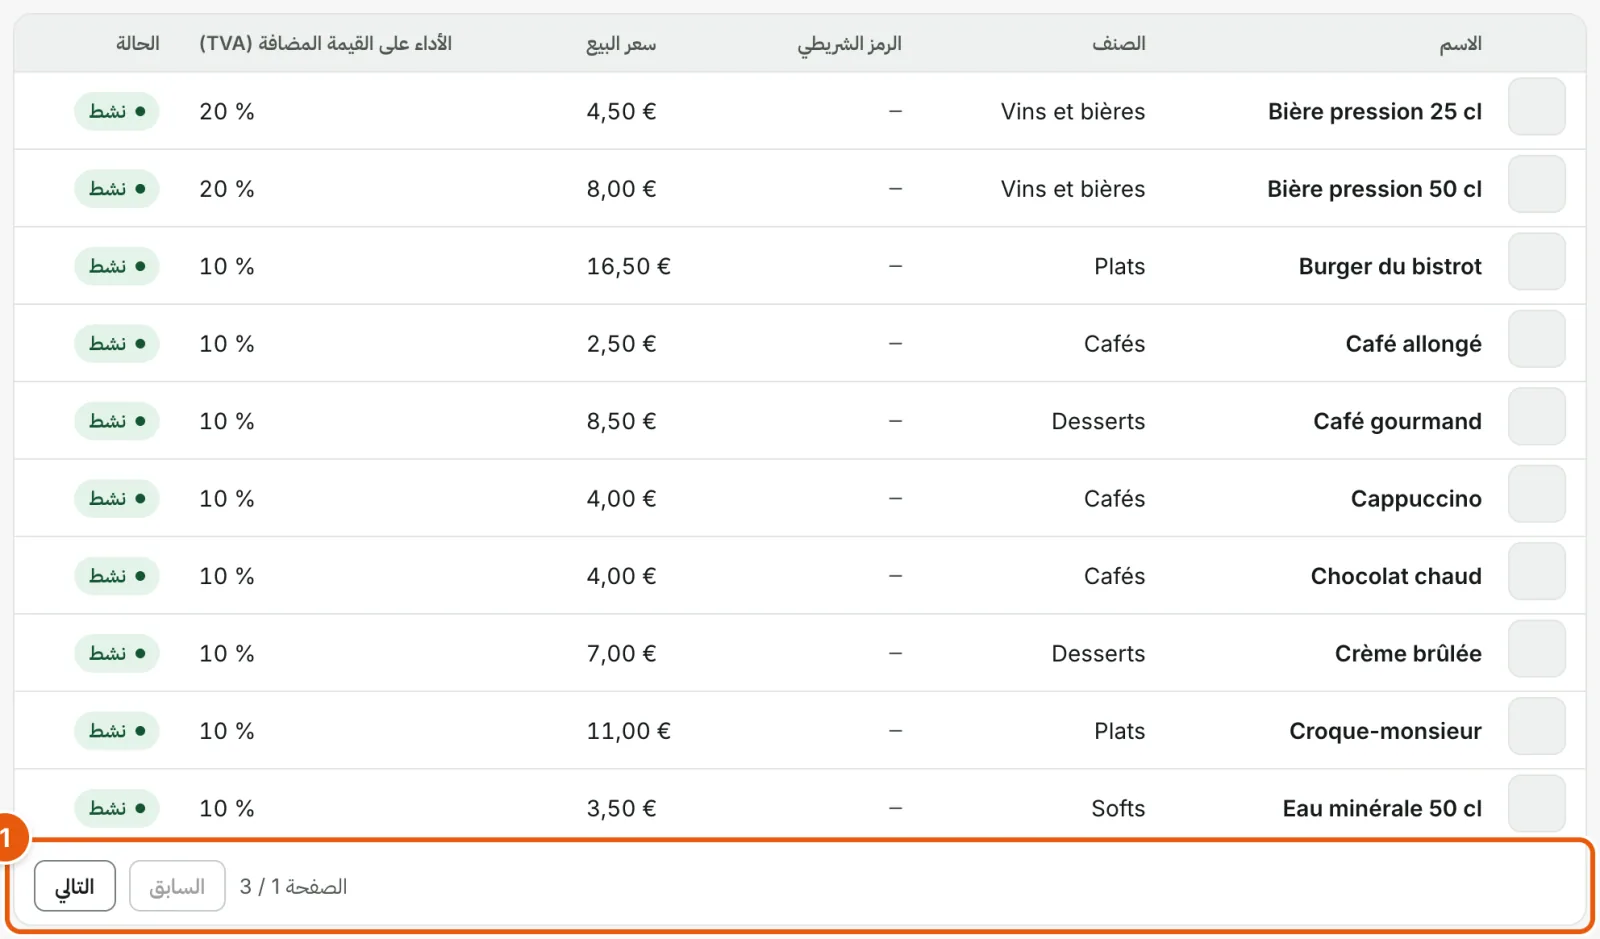 الاسم الصنف الرمز الشريطي سعر البيع الأداء على القيمة المضافة (TVA) الحالة
Bière pression 25 cl Vins et bières – 4,50 € 20 % نشط
Bière pression 50 cl Vins et bières – 8,00 € 20 % نشط
Burger du bistrot Plats – 16,50 € 10 % نشط
Café allongé Cafés – 2,50 € 10 % نشط
Café gourmand Desserts – 8,50 € 10 % نشط
Cappuccino Cafés – 4,00 € 10 % نشط
Chocolat chaud Cafés – 4,00 € 10 % نشط
Crème brûlée Desserts – 7,00 € 10 % نشط
Croque-monsieur Plats – 11,00 € 10 % نشط
Eau minérale 50 cl Softs – 3,50 € 10 % نشط
1
الصفحة 1 / 3 السابق التالي